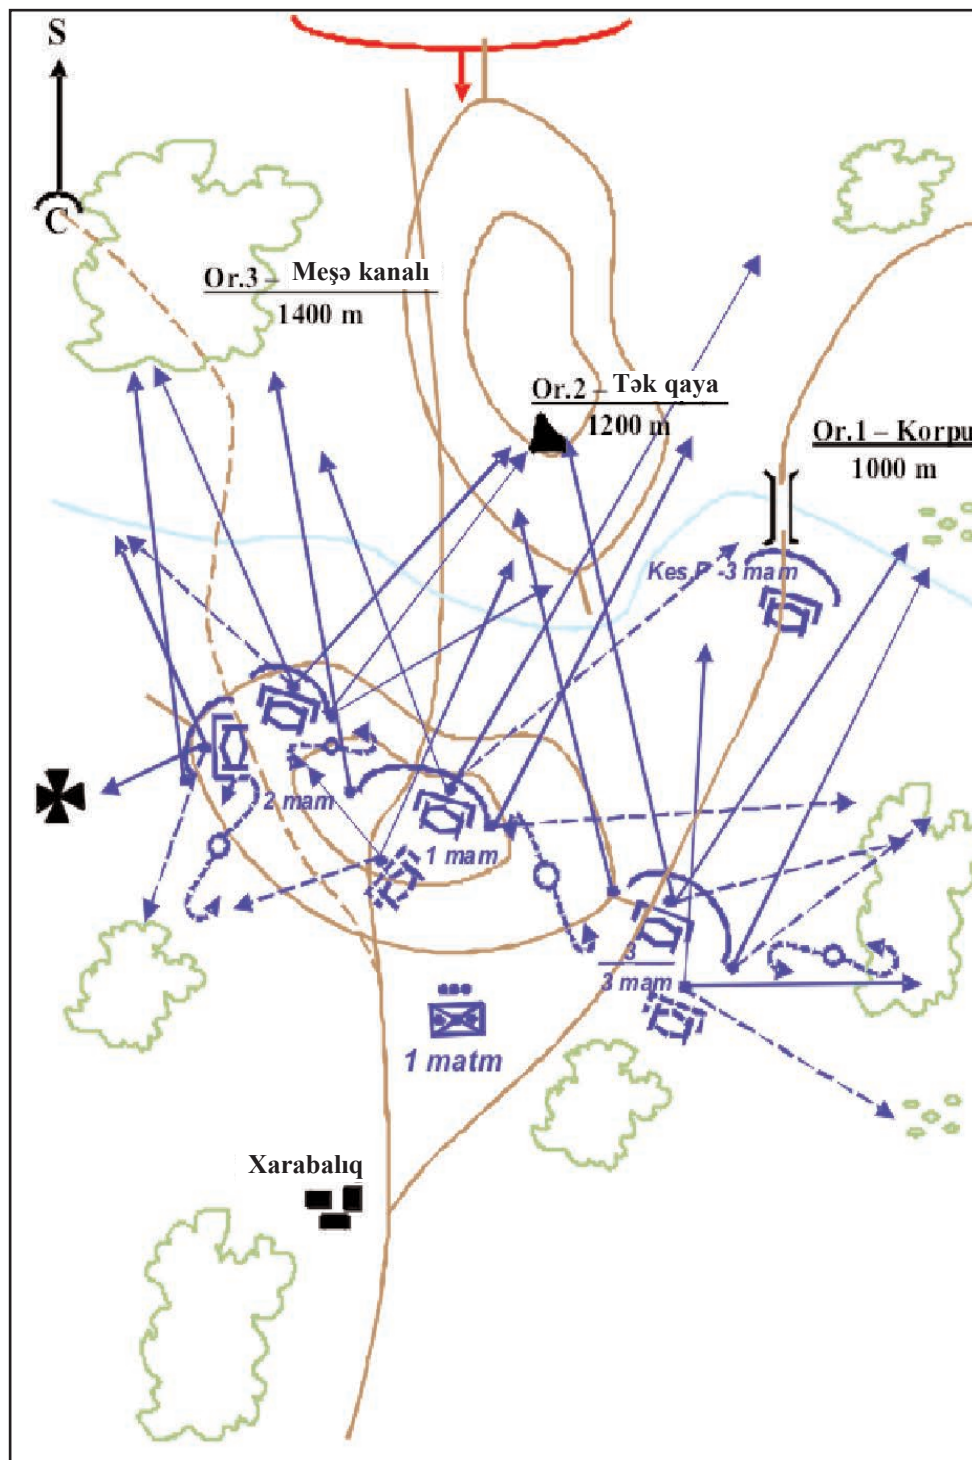 S
C
Or.3 – Meşə kanalı
1400 m
Or.2 – Tək qaya
1200 m
Or.1 – Korpu
1000 m
Kes.P -3 mam
2 mam
1 mam
3
3 mam
1 matm
Xarabalıq